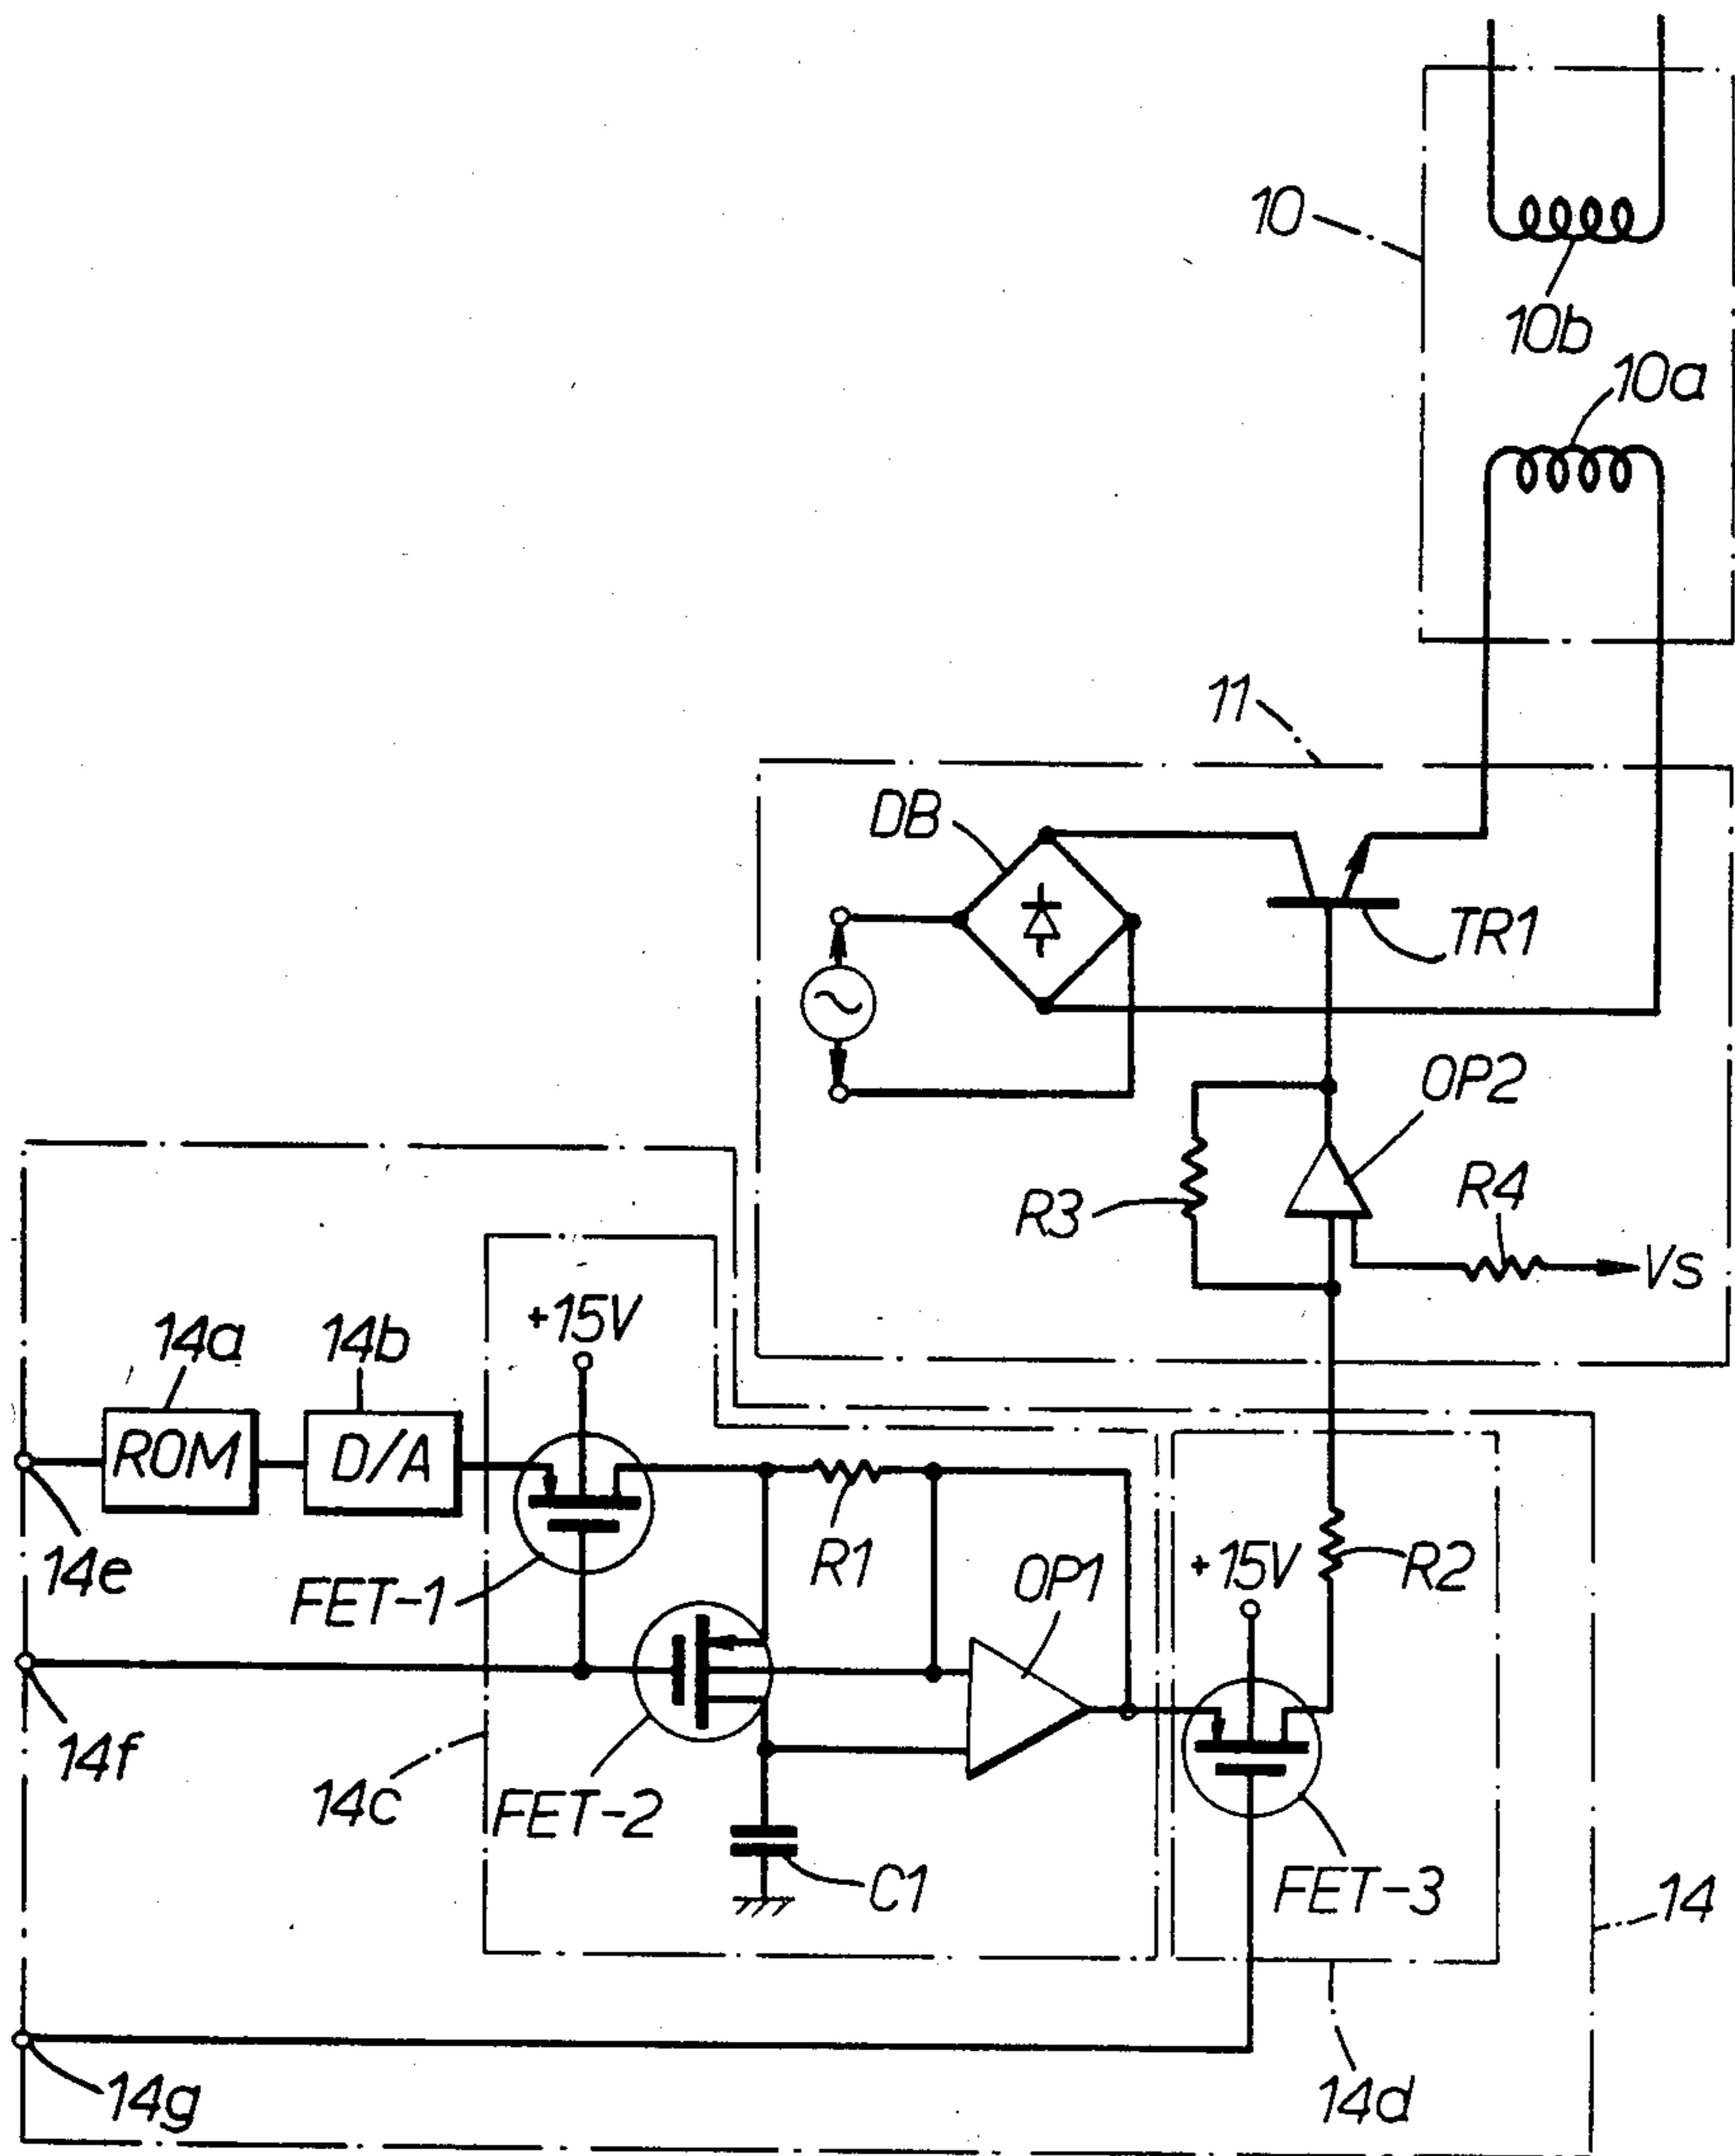 10
10b
10a
11
DB
TR1
OP2
R3
R4
VS
+15V
14a
14b
ROM
D/A
R1
OP1
+15V
R2
14e
FET-1
14f
14c
FET-2
C1
FET-3
14
14g
14d